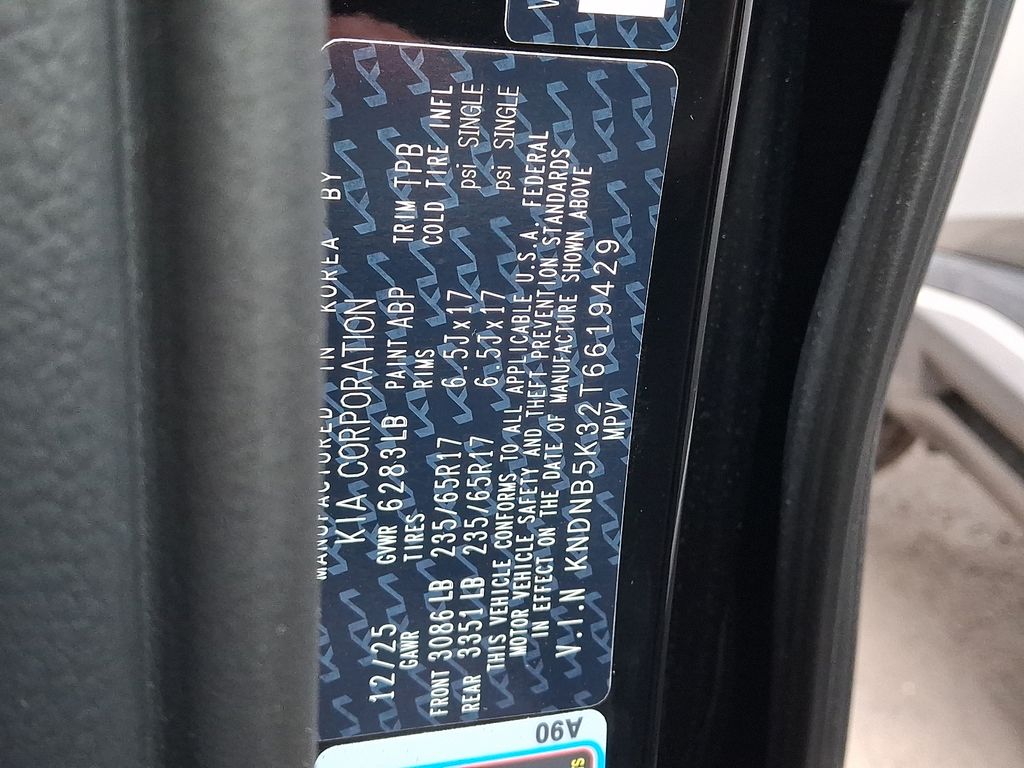 MANUFACTURED IN KOREA BY
KIA CORPORATION
12/25 GVWR 6283LB PAINT ABP TRIM TPB
GAWR TIRES RIMS COLD TIRE INFL
FRONT 3086LB 235/65R17 6.5Jx17 psi SINGLE
REAR 3351LB 235/65R17 6.5Jx17 psi SINGLE
THIS VEHICLE CONFORMS TO ALL APPLICABLE U.S.A. FEDERAL
MOTOR VEHICLE SAFETY AND THEFT PREVENTION STANDARDS
IN EFFECT ON THE DATE OF MANUFACTURE SHOWN ABOVE
V.I.N KNDNB5K32T6619429
MPV
A90